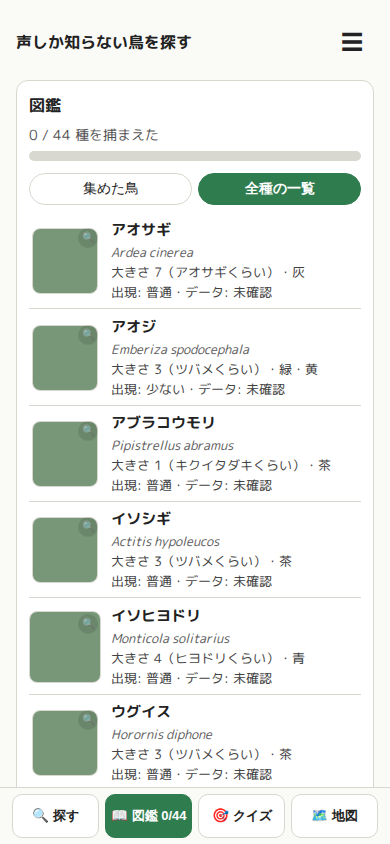 声しか知らない鳥を探す
図鑑
0 / 44 種を捕まえた
集めた鳥
全種の一覧
アオサギ
Ardea cinerea
大きさ 7（アオサギくらい）・灰
出現: 普通・データ: 未確認
アオジ
Emberiza spodocephala
大きさ 3（ツバメくらい）・緑・黄
出現: 少ない・データ: 未確認
アブラコウモリ
Pipistrellus abramus
大きさ 1（キクイタダキくらい）・茶
出現: 普通・データ: 未確認
イソシギ
Actitis hypoleucos
大きさ 3（ツバメくらい）・茶
出現: 普通・データ: 未確認
イソヒヨドリ
Monticola solitarius
大きさ 4（ヒヨドリくらい）・青
出現: 普通・データ: 未確認
ウグイス
Horornis diphone
大きさ 3（ツバメくらい）・茶
出現: 普通・データ: 未確認
探す
図鑑 0/44
クイズ
地図